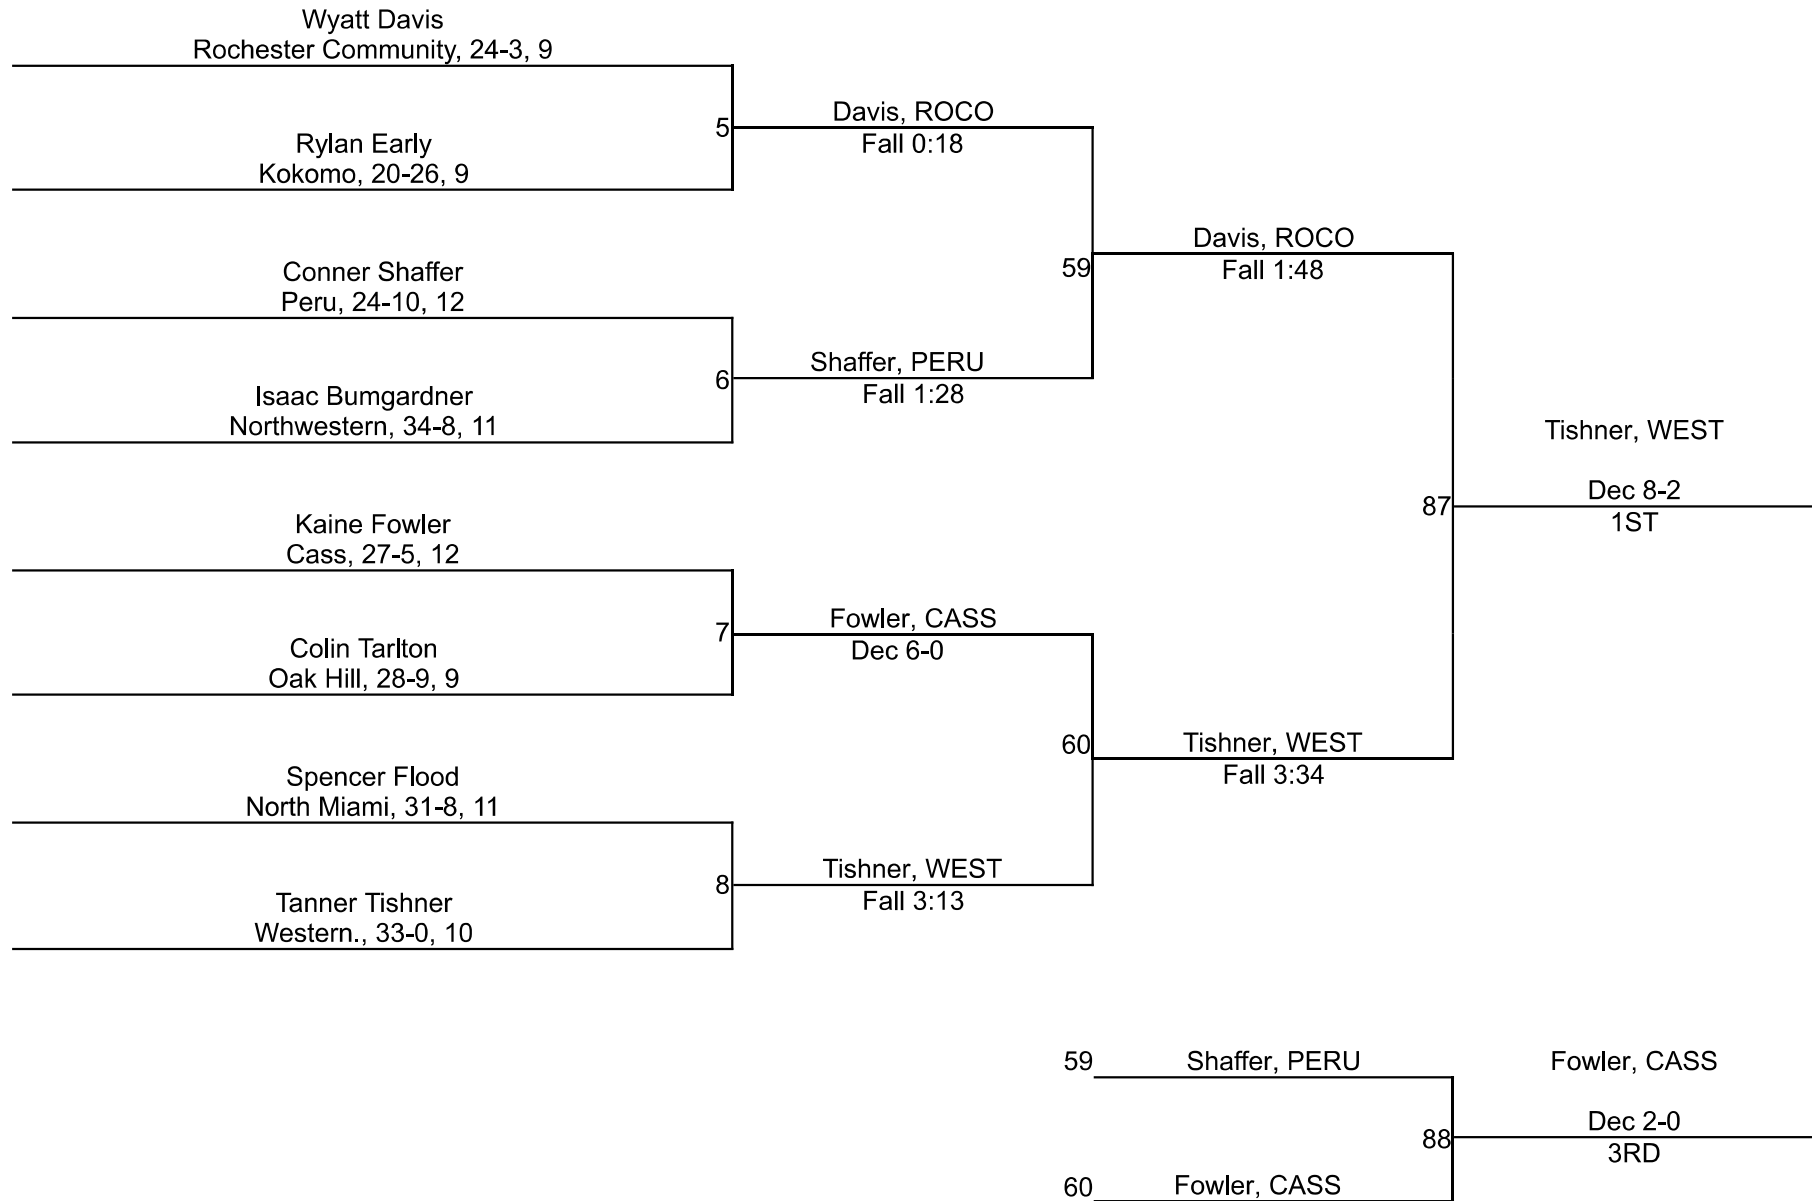 Wyatt Davis
Rochester Community, 24-3, 9
5
Davis, ROCO
Fall 0:18
Rylan Early
Kokomo, 20-26, 9
59
Davis, ROCO
Fall 1:48
Conner Shaffer
Peru, 24-10, 12
6
Shaffer, PERU
Fall 1:28
Isaac Bumgardner
Northwestern, 34-8, 11
87
Tishner, WEST
Dec 8-2
1ST
Kaine Fowler
Cass, 27-5, 12
7
Fowler, CASS
Dec 6-0
Colin Tarlton
Oak Hill, 28-9, 9
60
Tishner, WEST
Fall 3:34
Spencer Flood
North Miami, 31-8, 11
8
Tishner, WEST
Fall 3:13
Tanner Tishner
Western., 33-0, 10
59
Shaffer, PERU
Fowler, CASS
88
Dec 2-0
3RD
60
Fowler, CASS